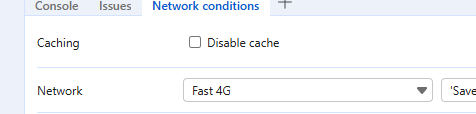 Console Issues Network conditions
Caching Disable cache
Network Fast 4G 'Save